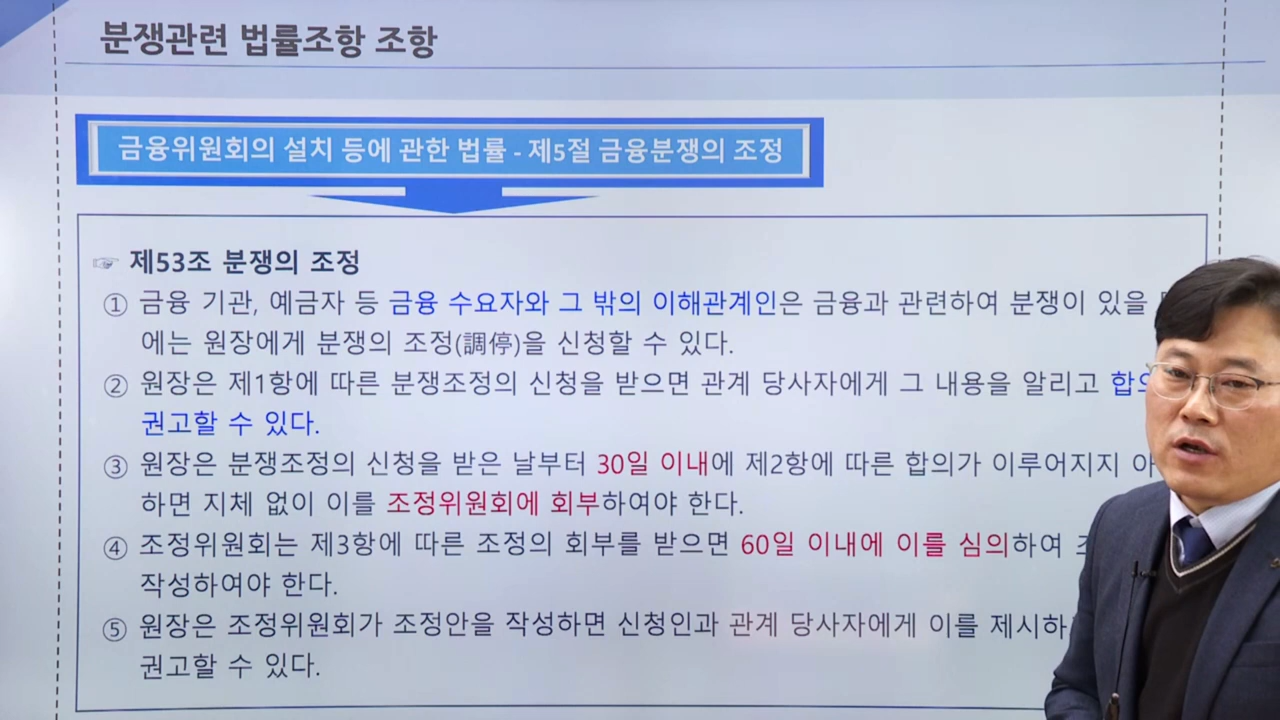 분쟁관련 법률조항 조항
금융위원회의 설치 등에 관한 법률 - 제5절 금융분쟁의 조정
☞ 제53조 분쟁의 조정
① 금융 기관, 예금자 등 금융 수요자와 그 밖의 이해관계인은 금융과 관련하여 분쟁이 있을
에는 원장에게 분쟁의 조정(調停)을 신청할 수 있다.
② 원장은 제1항에 따른 분쟁조정의 신청을 받으면 관계 당사자에게 그 내용을 알리고
권고할 수 있다.
③ 원장은 분쟁조정의 신청을 받은 날부터 30일 이내에 제2항에 따른 합의가 이루어지지
하면 지체 없이 이를 조정위원회에 회부하여야 한다.
④ 조정위원회는 제3항에 따른 조정의 회부를 받으면 60일 이내에 이를 심의하여
작성하여야 한다.
⑤ 원장은 조정위원회가 조정안을 작성하면 신청인과 관계 당사자에게 이를
권고할 수 있다.